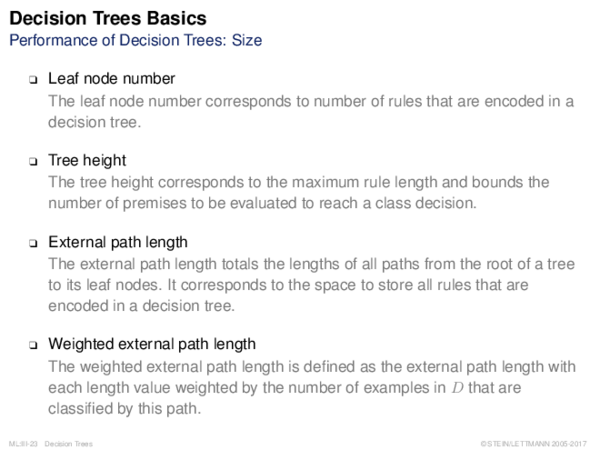 Decision Trees Basics
Performance of Decision Trees: Size
❑ Leaf node number
The leaf node number corresponds to number of rules that are encoded in a
decision tree.
❑ Tree height
The tree height corresponds to the maximum rule length and bounds the
number of premises to be evaluated to reach a class decision.
❑ External path length
The external path length totals the lengths of all paths from the root of a tree
to its leaf nodes. It corresponds to the space to store all rules that are
encoded in a decision tree.
❑ Weighted external path length
The weighted external path length is defined as the external path length with
each length value weighted by the number of examples in D that are
classified by this path.
ML:III-23 Decision Trees
© STEIN/LETTMANN 2005-2017